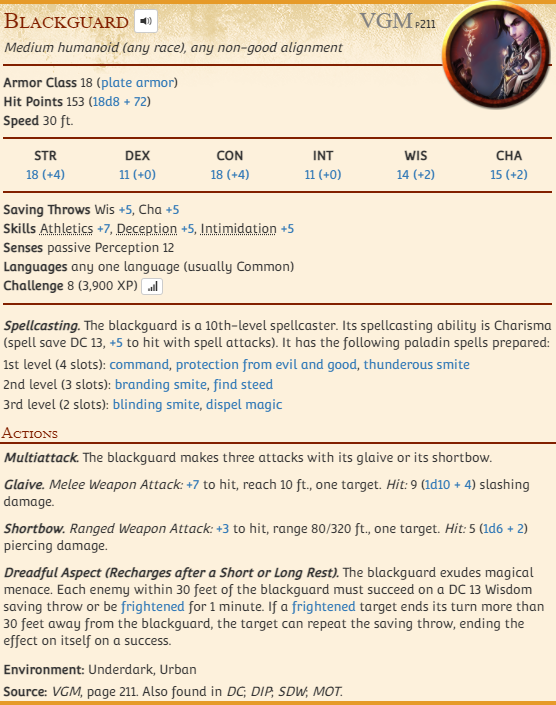 Blackguard VGM P211
Medium humanoid (any race), any non-good alignment
Armor Class 18 (plate armor)
Hit Points 153 (18d8 + 72)
Speed 30 ft.
STR DEX CON INT WIS CHA
18 (+4) 11 (+0) 18 (+4) 11 (+0) 14 (+2) 15 (+2)
Saving Throws Wis +5, Cha +5
Skills Athletics +7, Deception +5, Intimidation +5
Senses passive Perception 12
Languages any one language (usually Common)
Challenge 8 (3,900 XP)
Spellcasting. The blackguard is a 10th-level spellcaster. Its spellcasting ability is Charisma
(spell save DC 13, +5 to hit with spell attacks). It has the following paladin spells prepared:
1st level (4 slots): command, protection from evil and good, thunderous smite
2nd level (3 slots): branding smite, find steed
3rd level (2 slots): blinding smite, dispel magic
Actions
Multiattack. The blackguard makes three attacks with its glaive or its shortbow.
Glaive. Melee Weapon Attack: +7 to hit, reach 10 ft., one target. Hit: 9 (1d10 + 4) slashing
damage.
Shortbow. Ranged Weapon Attack: +3 to hit, range 80/320 ft., one target. Hit: 5 (1d6 + 2)
piercing damage.
Dreadful Aspect (Recharges after a Short or Long Rest). The blackguard exudes magical
menace. Each enemy within 30 feet of the blackguard must succeed on a DC 13 Wisdom
saving throw or be frightened for 1 minute. If a frightened target ends its turn more than
30 feet away from the blackguard, the target can repeat the saving throw, ending the
effect on itself on a success.
Environment: Underdark, Urban
Source: VGM, page 211. Also found in DC; DIP; SDW; MOT.